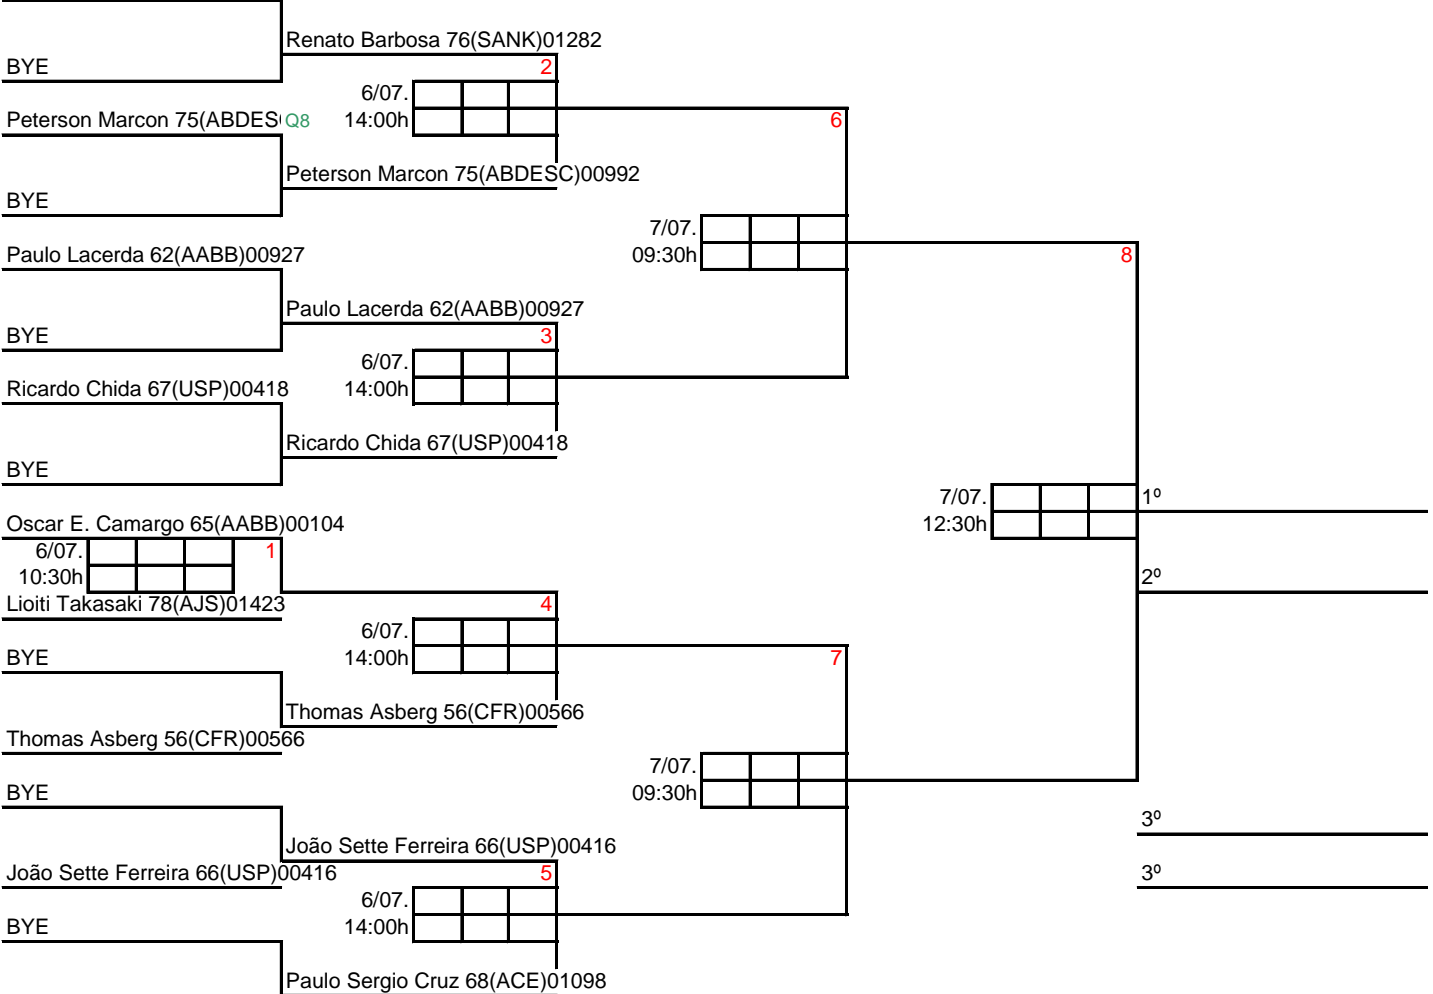 Renato Barbosa 76(SANK)01282
BYE
2
6/07.
Peterson Marcon 75(ABDES
Q8
14:00h
6
Peterson Marcon 75(ABDESC)00992
BYE
7/07.
Paulo Lacerda 62(AABB)00927
09:30h
8
Paulo Lacerda 62(AABB)00927
BYE
3
6/07.
Ricardo Chida 67(USP)00418
14:00h
Ricardo Chida 67(USP)00418
BYE
7/07.
1º
Oscar E. Camargo 65(AABB)00104
12:30h
6/07.
1
10:30h
2º
Lioiti Takasaki 78(AJS)01423
4
6/07.
BYE
14:00h
7
Thomas Asberg 56(CFR)00566
Thomas Asberg 56(CFR)00566
7/07.
BYE
09:30h
3º
João Sette Ferreira 66(USP)00416
João Sette Ferreira 66(USP)00416
5
3º
6/07.
BYE
14:00h
Paulo Sergio Cruz 68(ACE)01098